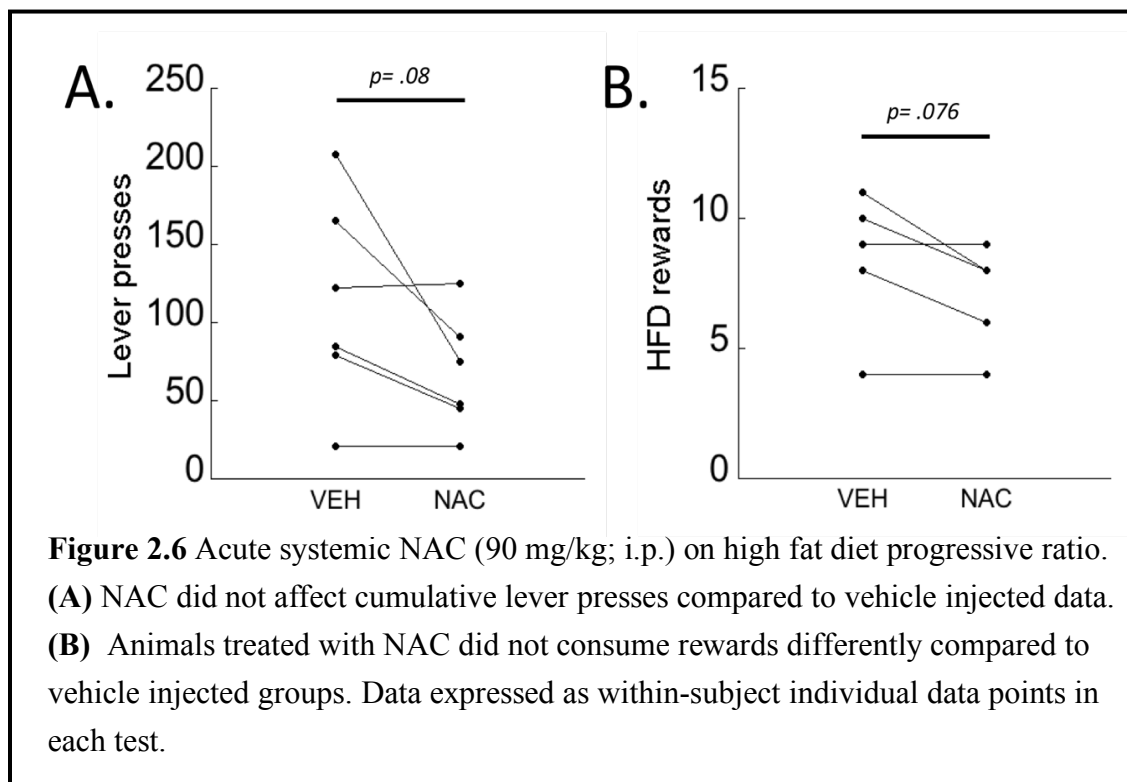 A.
p= .08
250
200
150
100
50
0
Lever presses
VEH NAC
B.
p= .076
15
10
5
0
HFD rewards
VEH NAC
Figure 2.6 Acute systemic NAC (90 mg/kg; i.p.) on high fat diet progressive ratio.
(A) NAC did not affect cumulative lever presses compared to vehicle injected data.
(B) Animals treated with NAC did not consume rewards differently compared to
vehicle injected groups. Data expressed as within-subject individual data points in
each test.